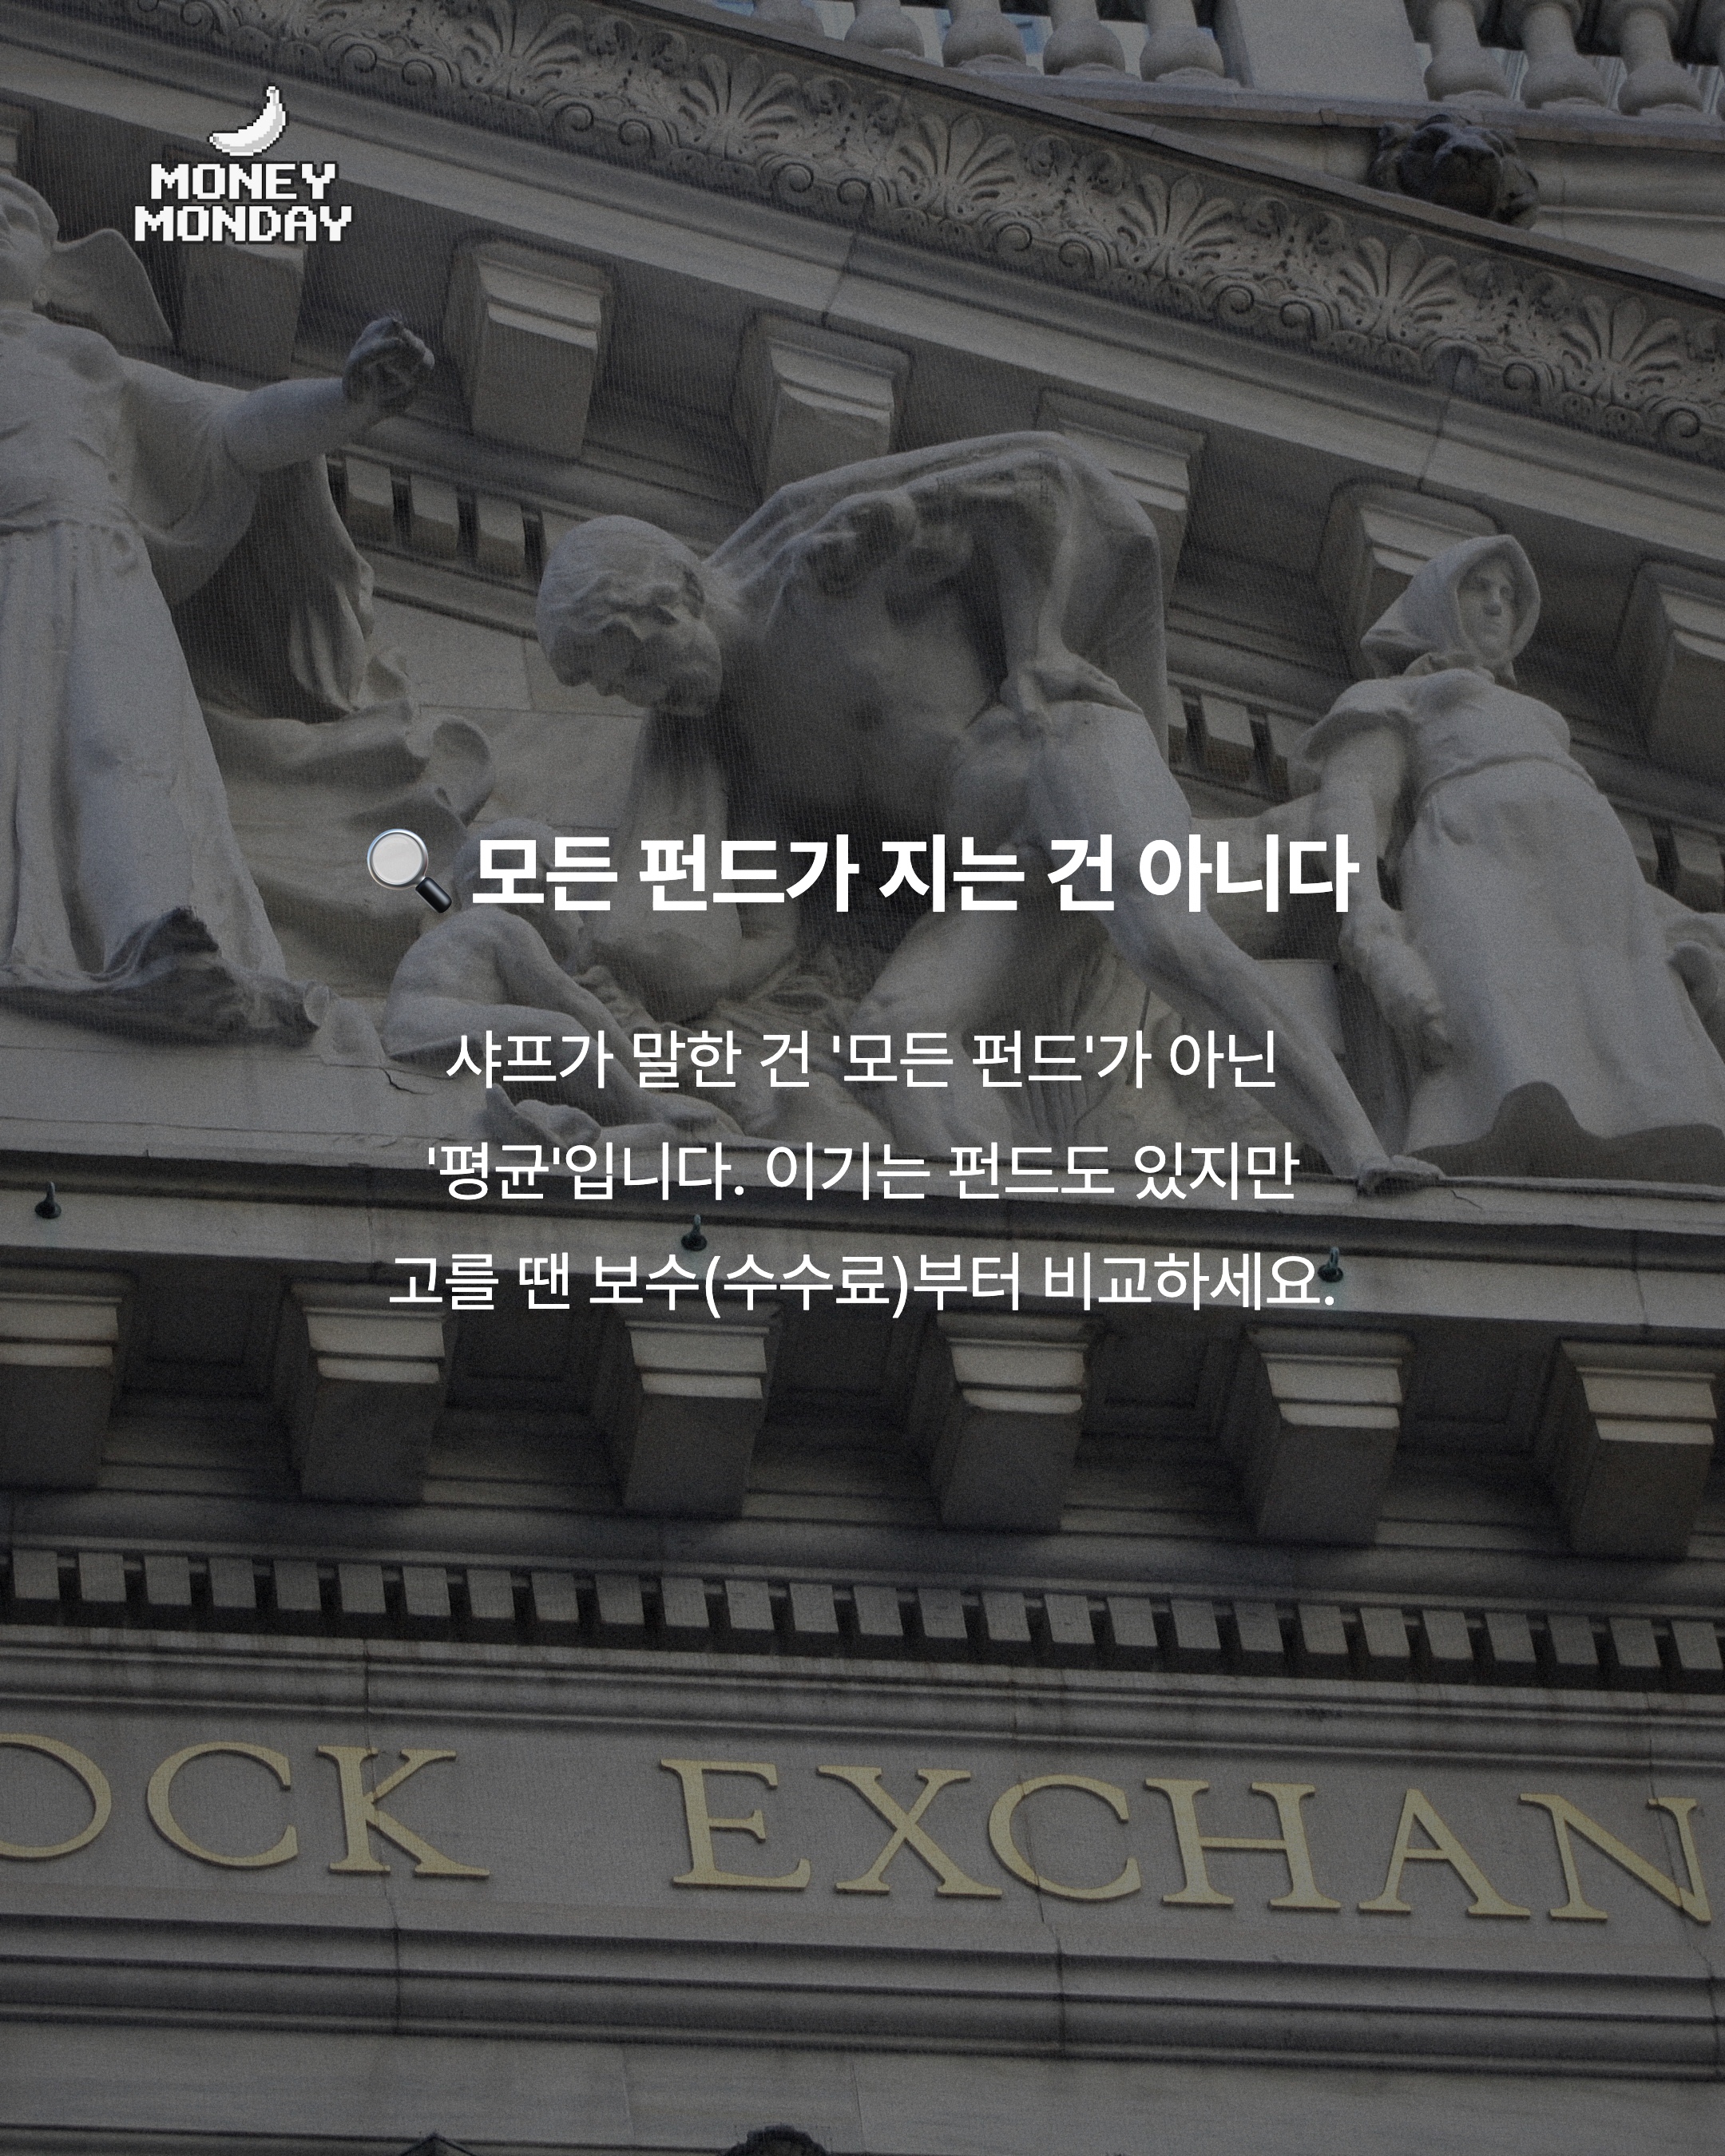 MONEY
MONDAY
모든 펀드가 지는 건 아니다
샤프가 말한 건 '모든 펀드'가 아닌
'평균'입니다. 이기는 펀드도 있지만
고를 땐 보수(수수료)부터 비교하세요.
OCK EXCHAN